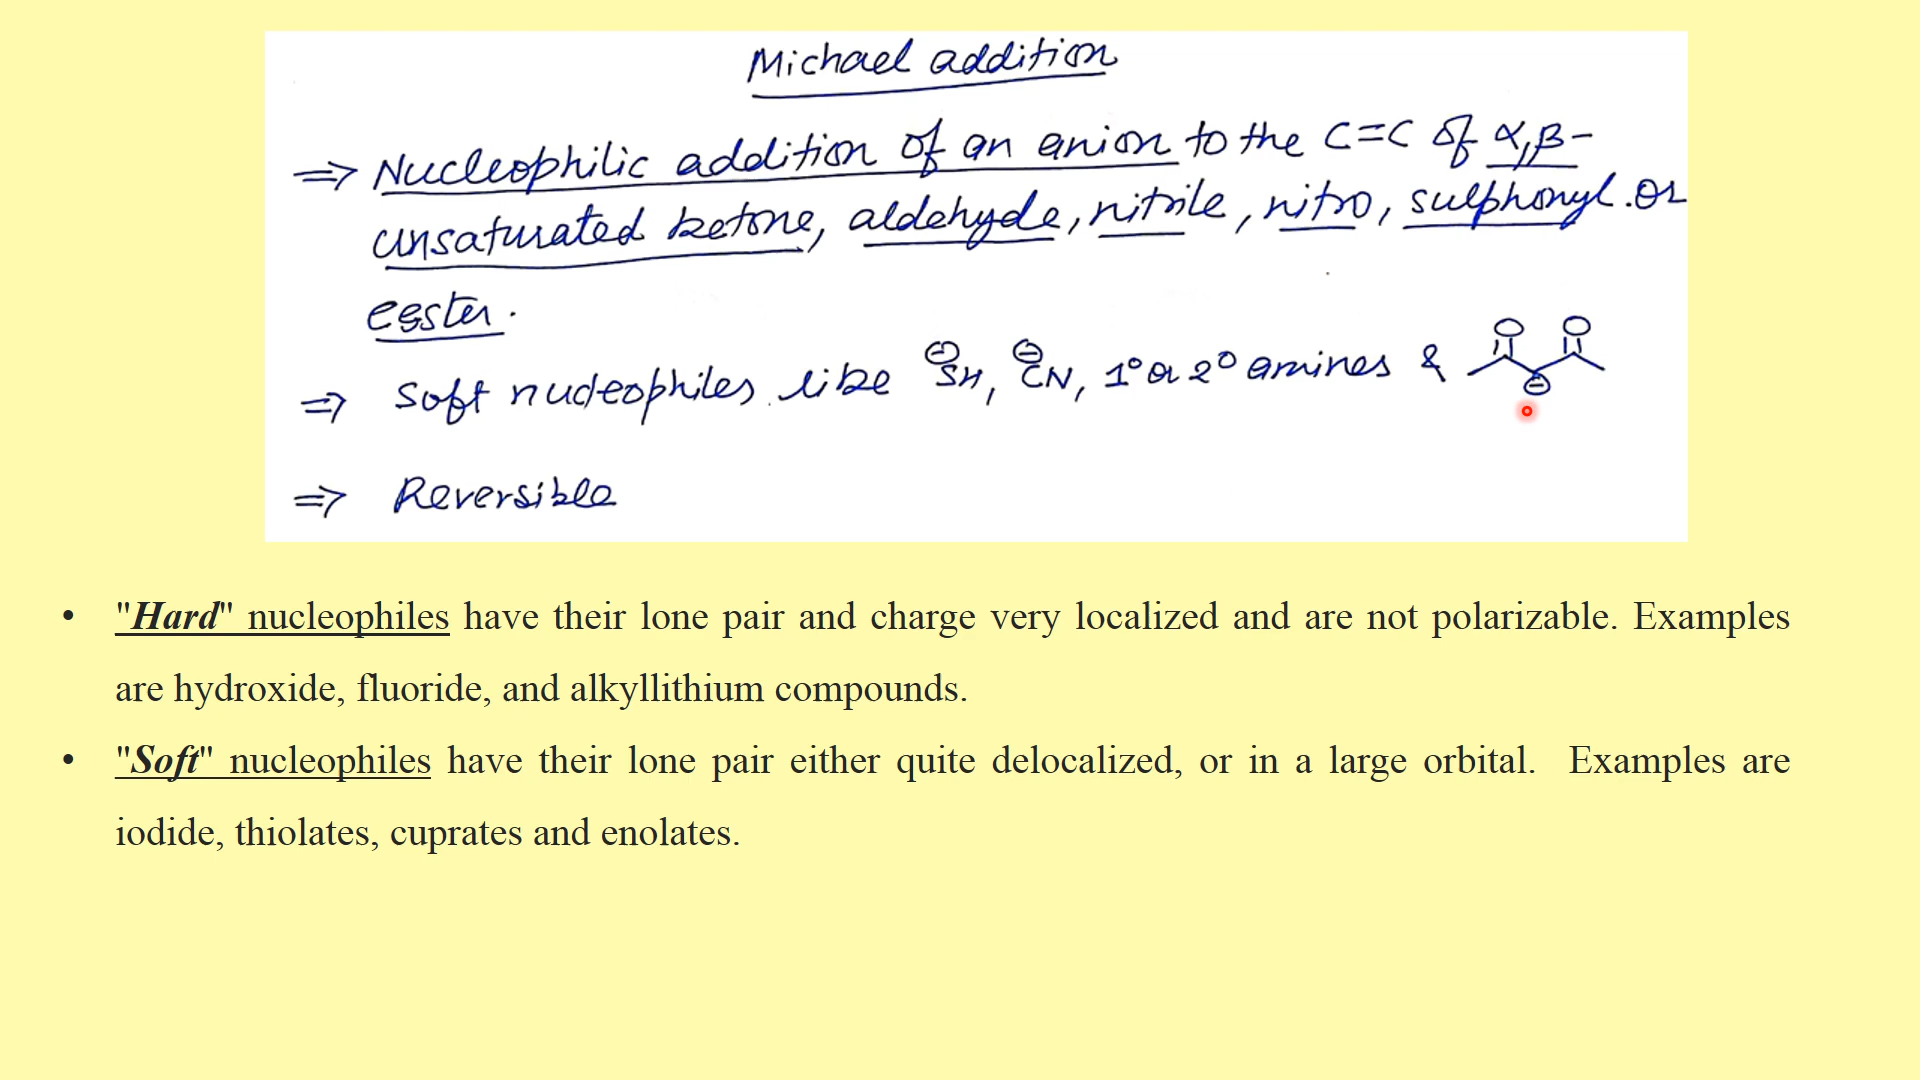 Michael addition
⇒ Nucleophilic addition of an anion to the C=C of α,β-
unsaturated ketone, aldehyde, nitrile, nitro, sulphonyl or
ester.
⇒ Soft nucleophiles like ⊖SH, ⊖CN, 1° or 2° amines & O O ⊖
⇒ Reversible
• "Hard" nucleophiles have their lone pair and charge very localized and are not polarizable. Examples
are hydroxide, fluoride, and alkyllithium compounds.
• "Soft" nucleophiles have their lone pair either quite delocalized, or in a large orbital. Examples are
iodide, thiolates, cuprates and enolates.